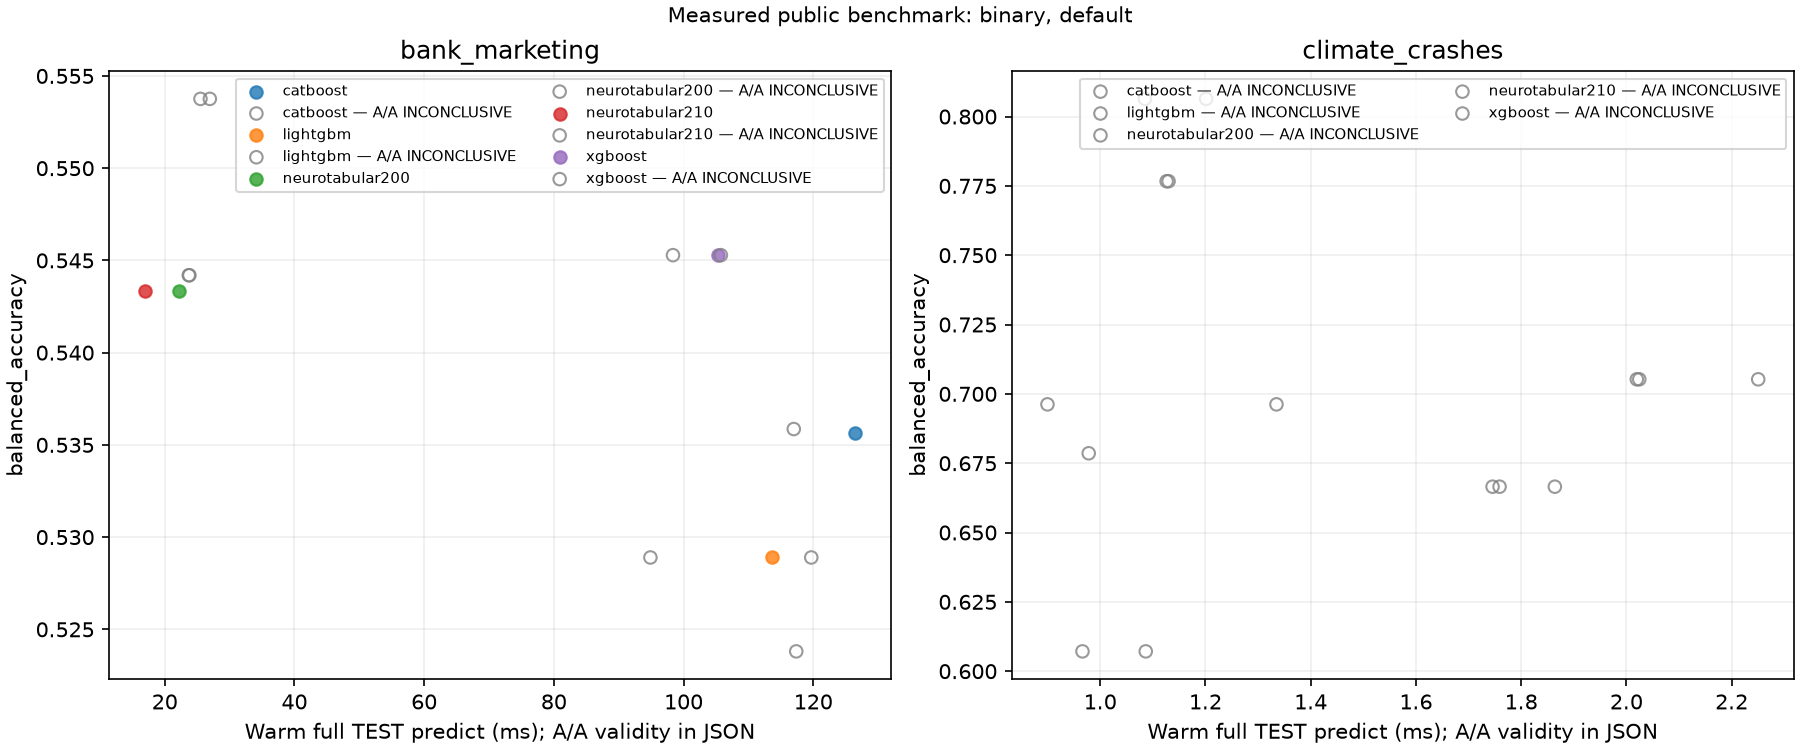 Measured public benchmark: binary, default
bank_marketing
balanced_accuracy
0.555
0.550
0.545
0.540
0.535
0.530
0.525
catboost
catboost — A/A INCONCLUSIVE
lightgbm
lightgbm — A/A INCONCLUSIVE
neurotabular200
neurotabular200 — A/A INCONCLUSIVE
neurotabular210
neurotabular210 — A/A INCONCLUSIVE
xgboost
xgboost — A/A INCONCLUSIVE
20 40 60 80 100 120
Warm full TEST predict (ms); A/A validity in JSON
climate_crashes
balanced_accuracy
0.800
0.775
0.750
0.725
0.700
0.675
0.650
0.625
0.600
catboost — A/A INCONCLUSIVE
lightgbm — A/A INCONCLUSIVE
neurotabular200 — A/A INCONCLUSIVE
neurotabular210 — A/A INCONCLUSIVE
xgboost — A/A INCONCLUSIVE
1.0 1.2 1.4 1.6 1.8 2.0 2.2
Warm full TEST predict (ms); A/A validity in JSON